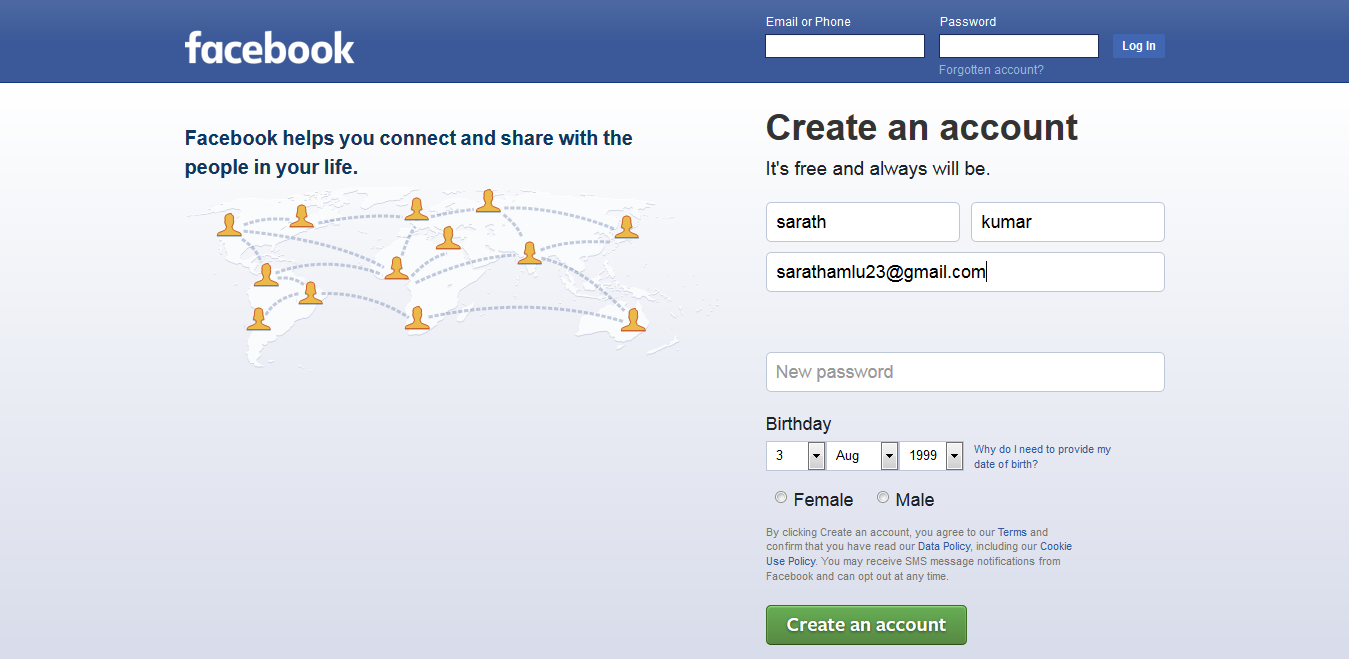 facebook
Email or Phone
Password
Log In
Forgotten account?
Facebook helps you connect and share with the
people in your life.
Create an account
It's free and always will be.
sarath
kumar
sarathamlu23@gmail.com
New password
Birthday
3
Aug
1999
Why do I need to provide my
date of birth?
Female
Male
By clicking Create an account, you agree to our Terms and
confirm that you have read our Data Policy, including our Cookie
Use Policy. You may receive SMS message notifications from
Facebook and can opt out at any time.
Create an account